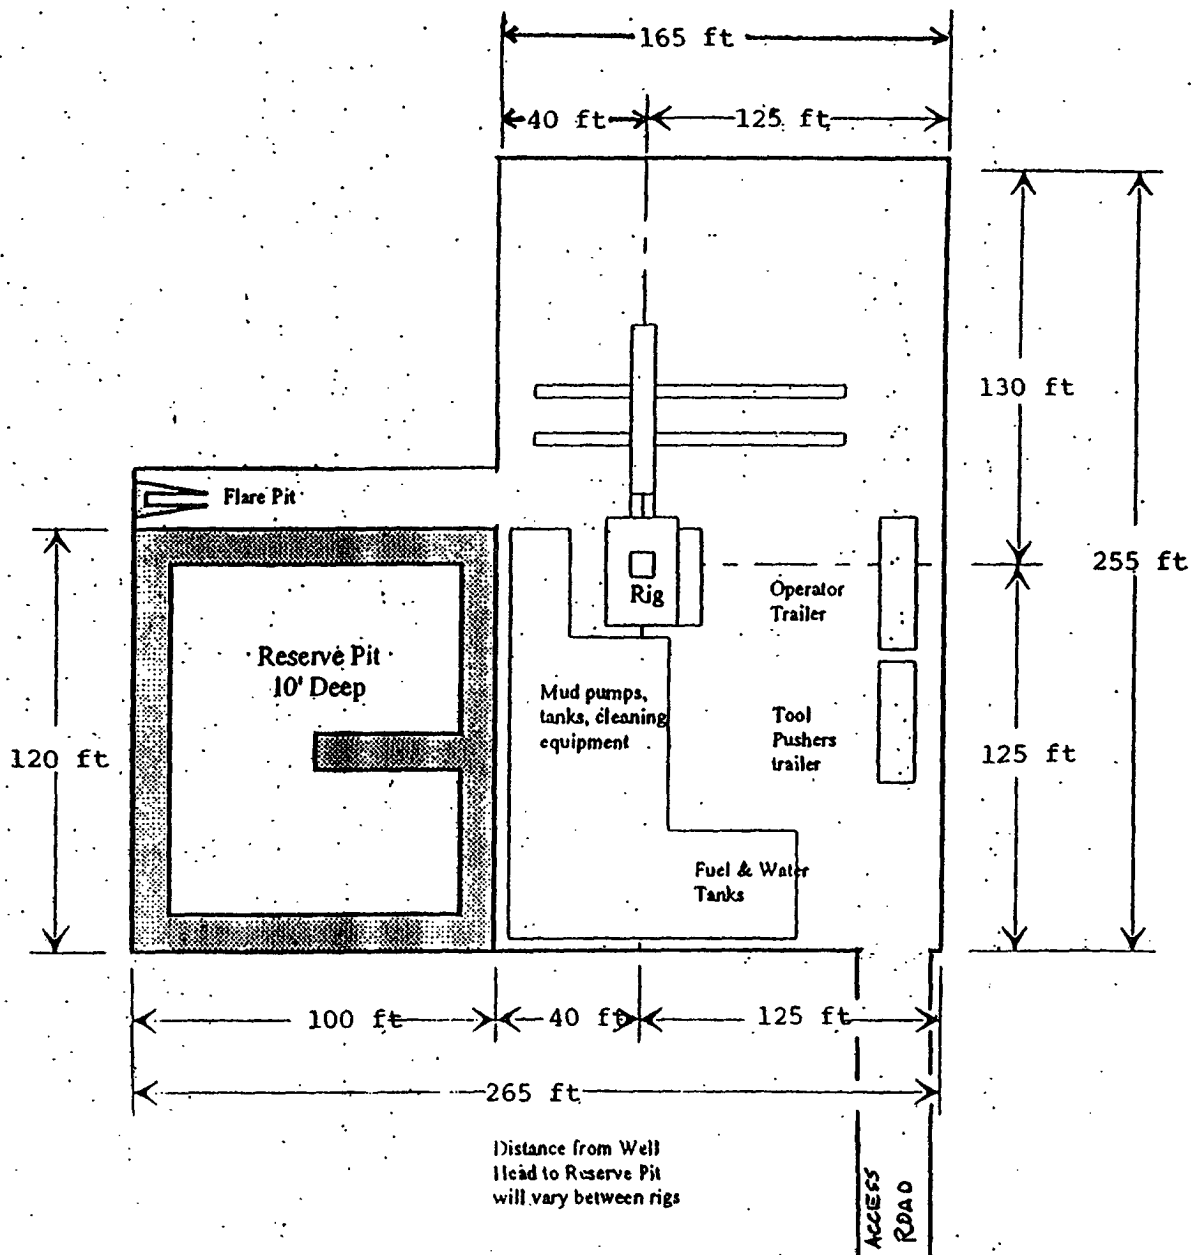 165 ft
40 ft
125 ft
130 ft
255 ft
Flare Pit
Rig
Operator
Trailer
Reserve Pit
10' Deep
Mud pumps,
tanks, cleaning
equipment
Tool
Pushers
trailer
120 ft
125 ft
Fuel & Water
Tanks
100 ft
40 ft
125 ft
265 ft
Distance from Well
Head to Reserve Pit
will vary between rigs
ACCESS
ROAD